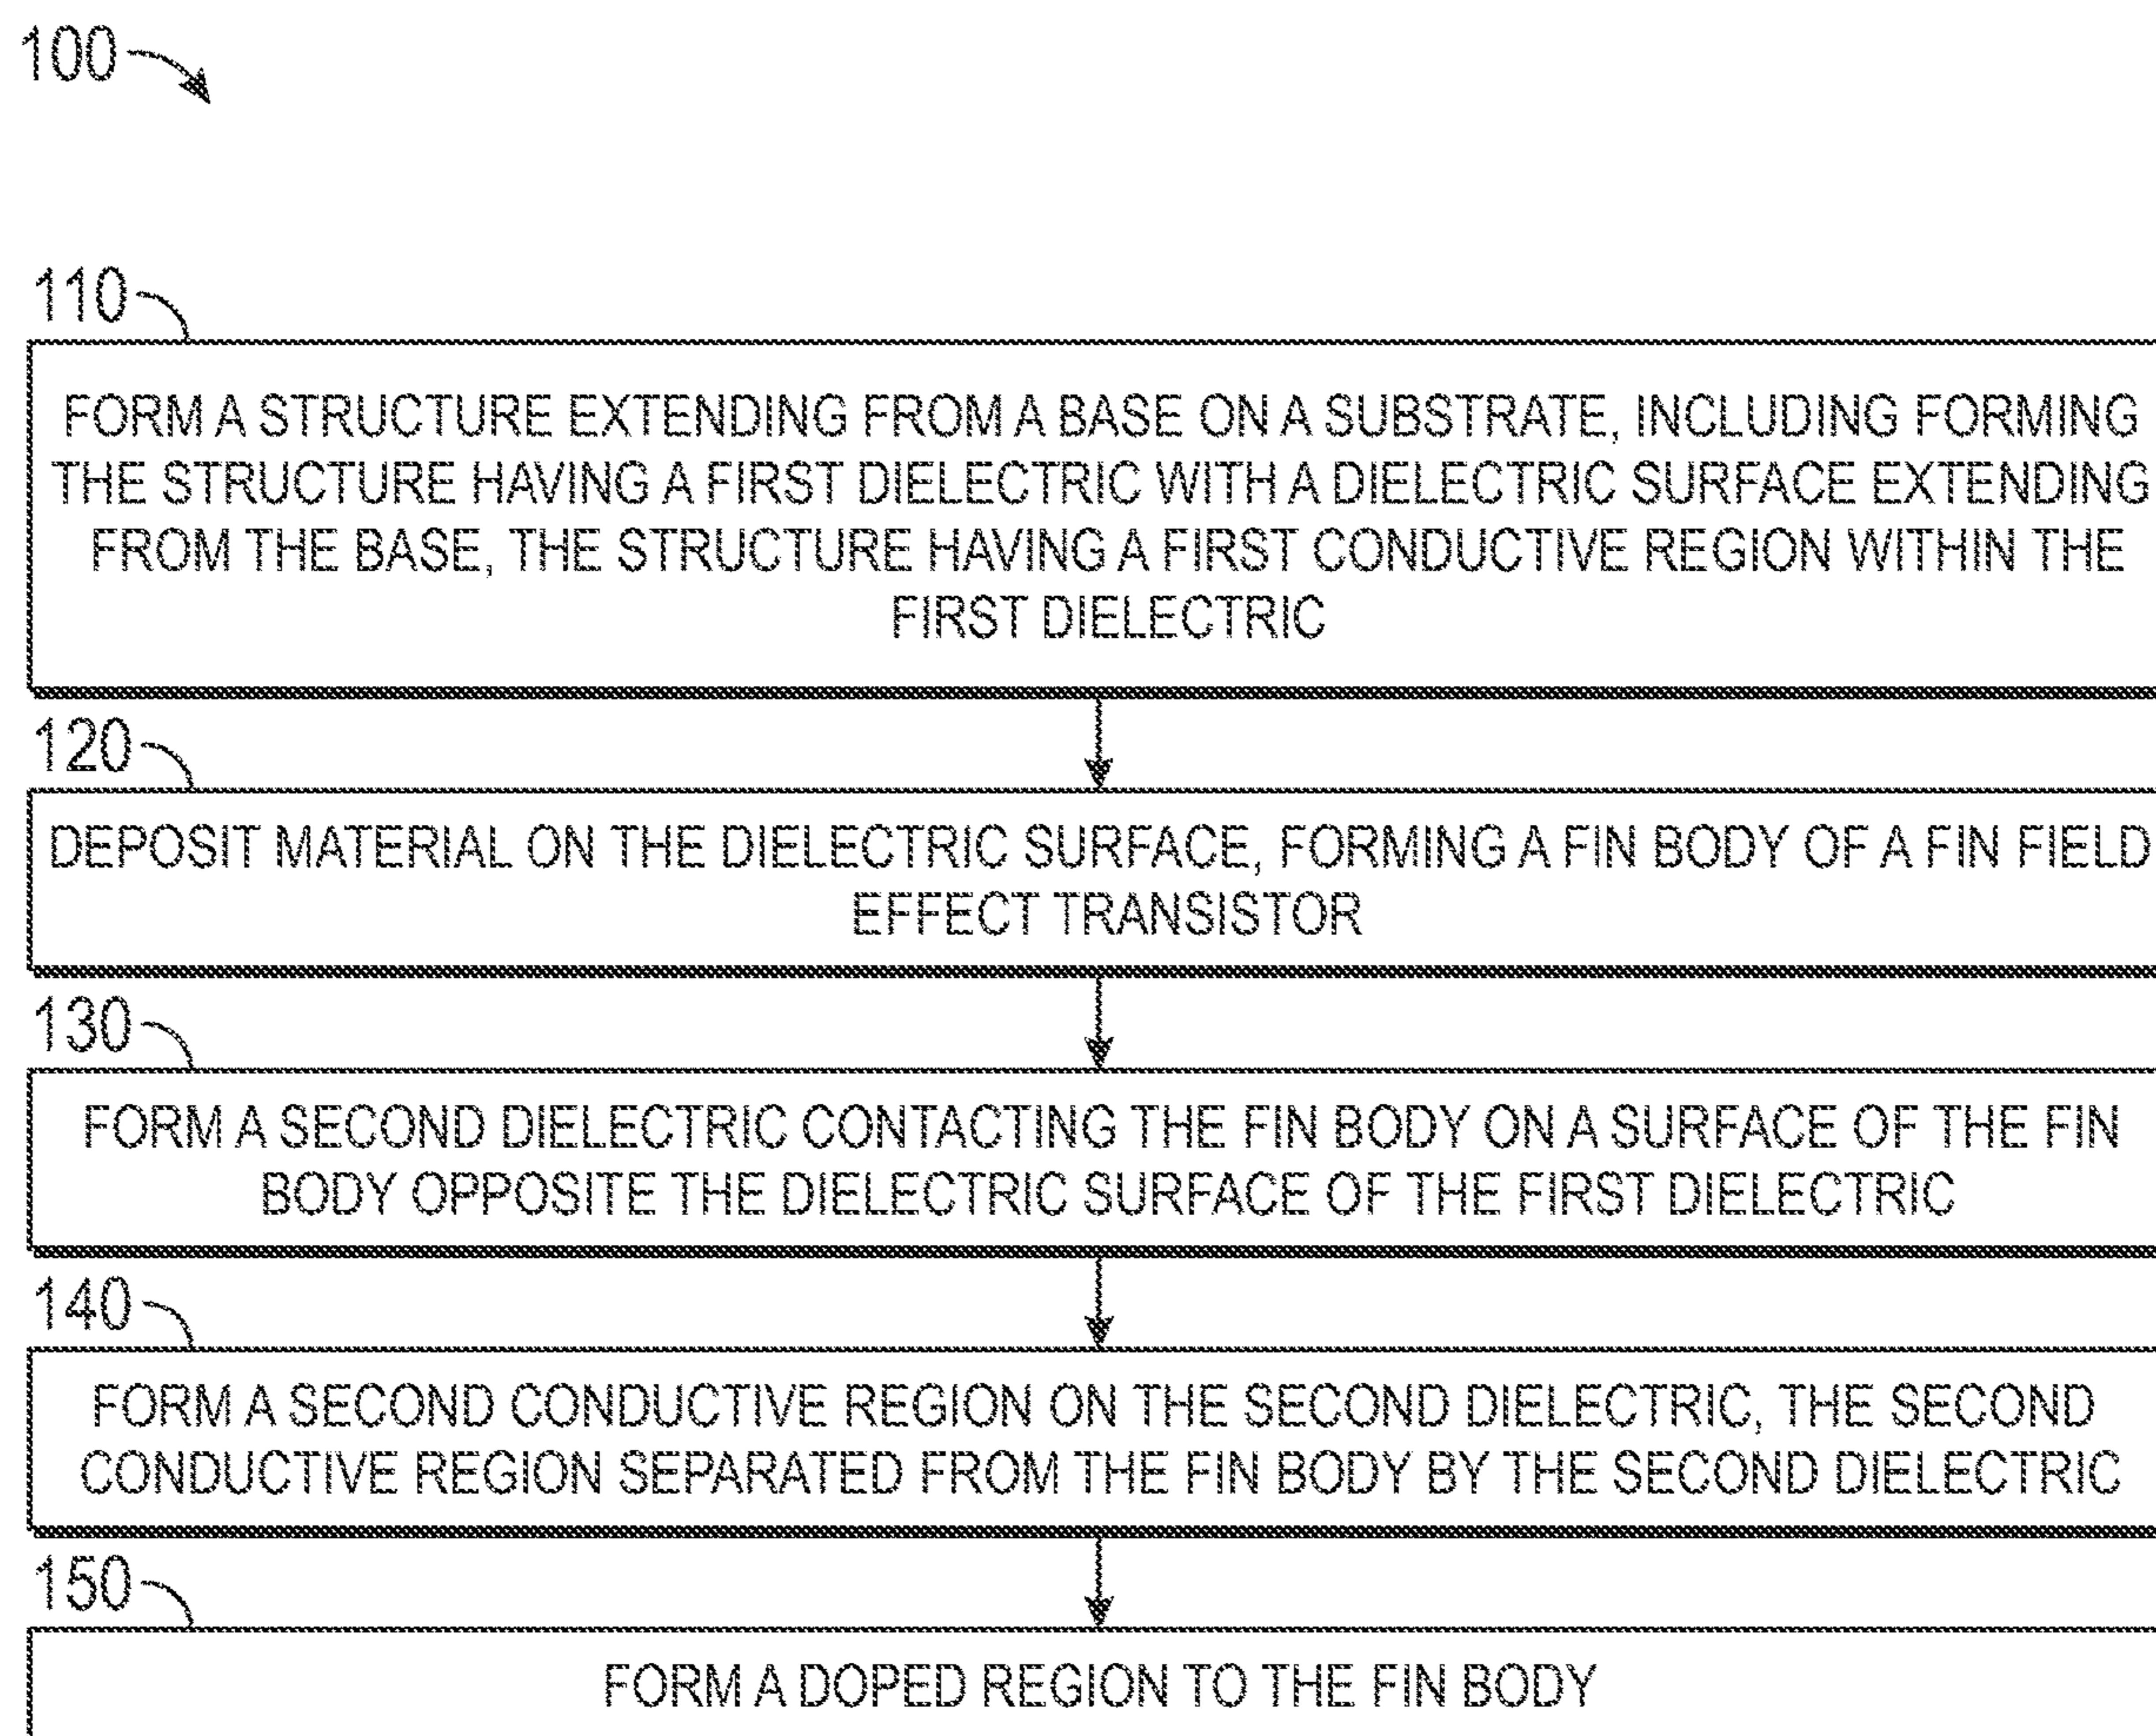 100
110
FORM A STRUCTURE EXTENDING FROM A BASE ON A SUBSTRATE, INCLUDING FORMING
THE STRUCTURE HAVING A FIRST DIELECTRIC WITH A DIELECTRIC SURFACE EXTENDING
FROM THE BASE, THE STRUCTURE HAVING A FIRST CONDUCTIVE REGION WITHIN THE
FIRST DIELECTRIC
120
DEPOSIT MATERIAL ON THE DIELECTRIC SURFACE, FORMING A FIN BODY OF A FIN FIELD
EFFECT TRANSISTOR
130
FORM A SECOND DIELECTRIC CONTACTING THE FIN BODY ON A SURFACE OF THE FIN
BODY OPPOSITE THE DIELECTRIC SURFACE OF THE FIRST DIELECTRIC
140
FORM A SECOND CONDUCTIVE REGION ON THE SECOND DIELECTRIC, THE SECOND
CONDUCTIVE REGION SEPARATED FROM THE FIN BODY BY THE SECOND DIELECTRIC
150
FORM A DOPED REGION TO THE FIN BODY